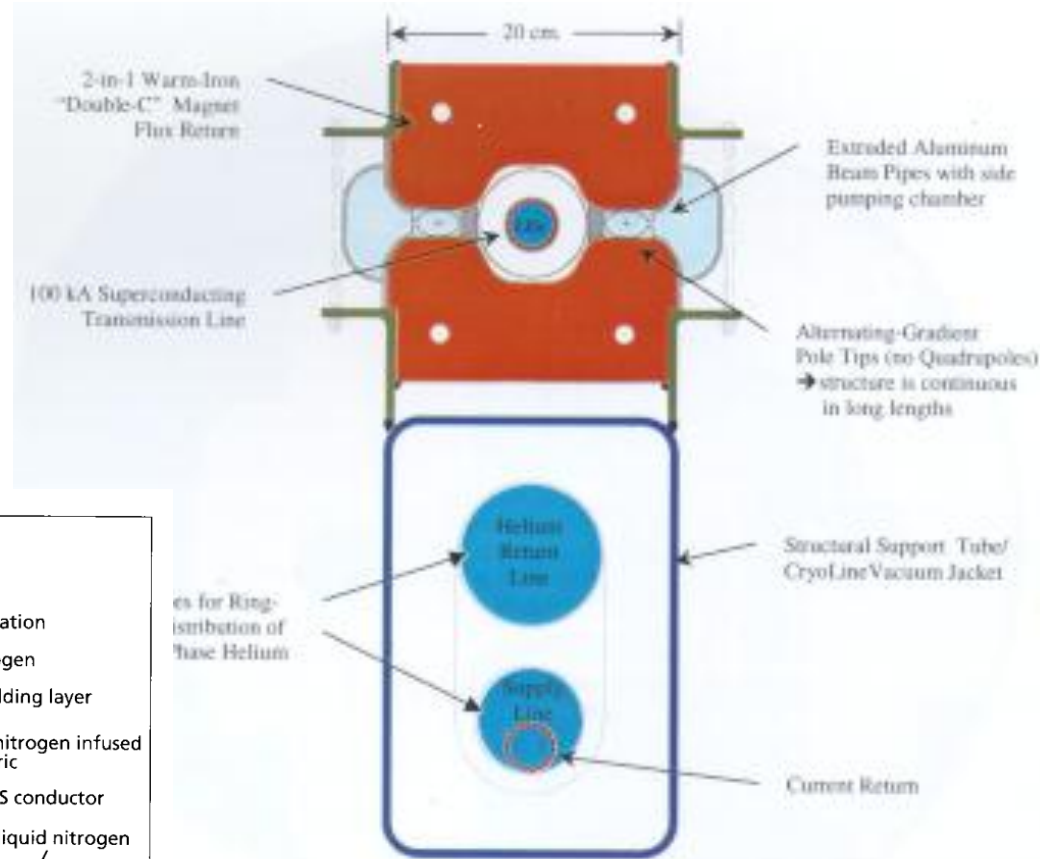 20 cm.
2-in-1 Warm-Iron
"Double-C" Magnet
Flux Return
Extruded Aluminum
Beam Pipes with side
pumping chamber
100 kA Superconducting
Transmission Line
Alternating-Gradient
Pole Tips (no Quadrupoles)
➔ structure is continuous
in long lengths
Helium
Return
Line
Structural Support Tube/
CryoLineVacuum Jacket
es for Ring-
istribution of
Phase Helium
Supply
Line
Current Return
ation
gen
lding layer
nitrogen infused
ric
S conductor
liquid nitrogen